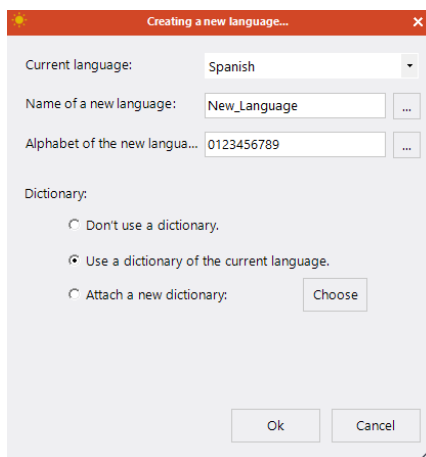 Creating a new language...
Current language: Spanish
Name of a new language: New_Language ...
Alphabet of the new langua... 0123456789 ...
Dictionary:
Don't use a dictionary.
Use a dictionary of the current language.
Attach a new dictionary: Choose
Ok Cancel